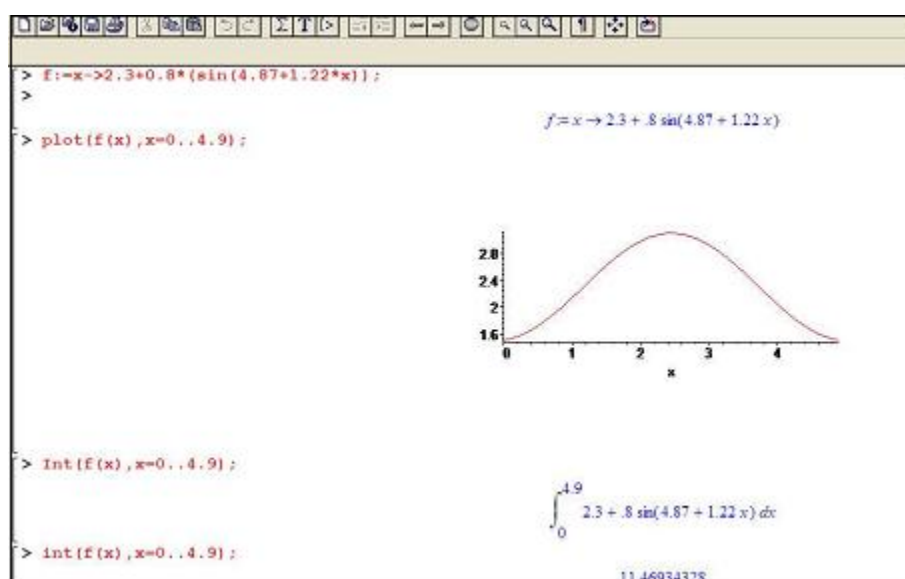 > f:=x->2.3+0.8*(sin(4.87+1.22*x));
>
f := x → 2.3 + .8 sin(4.87 + 1.22 x)
> plot(f(x),x=0..4.9);
2.8
2.4
2
1.6
0 1 2 3 4
x
> Int(f(x),x=0..4.9);
∫₀^4.9 2.3 + .8 sin(4.87 + 1.22 x) dx
> int(f(x),x=0..4.9);
11.46934378